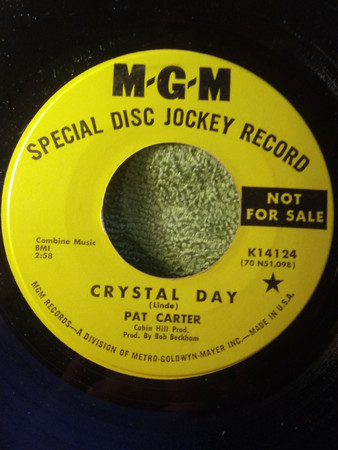 M-G-M
SPECIAL DISC JOCKEY RECORD
NOT
FOR SALE
Combine Music
BMI
2:58
K14124
(70 N51,098)
CRYSTAL DAY
(Linde)
PAT CARTER
Cabin Hill Prod.
Prod. By Bob Beckham
MGM RECORDS—A DIVISION OF METRO-GOLDWYN-MAYER INC.—MADE IN U.S.A.